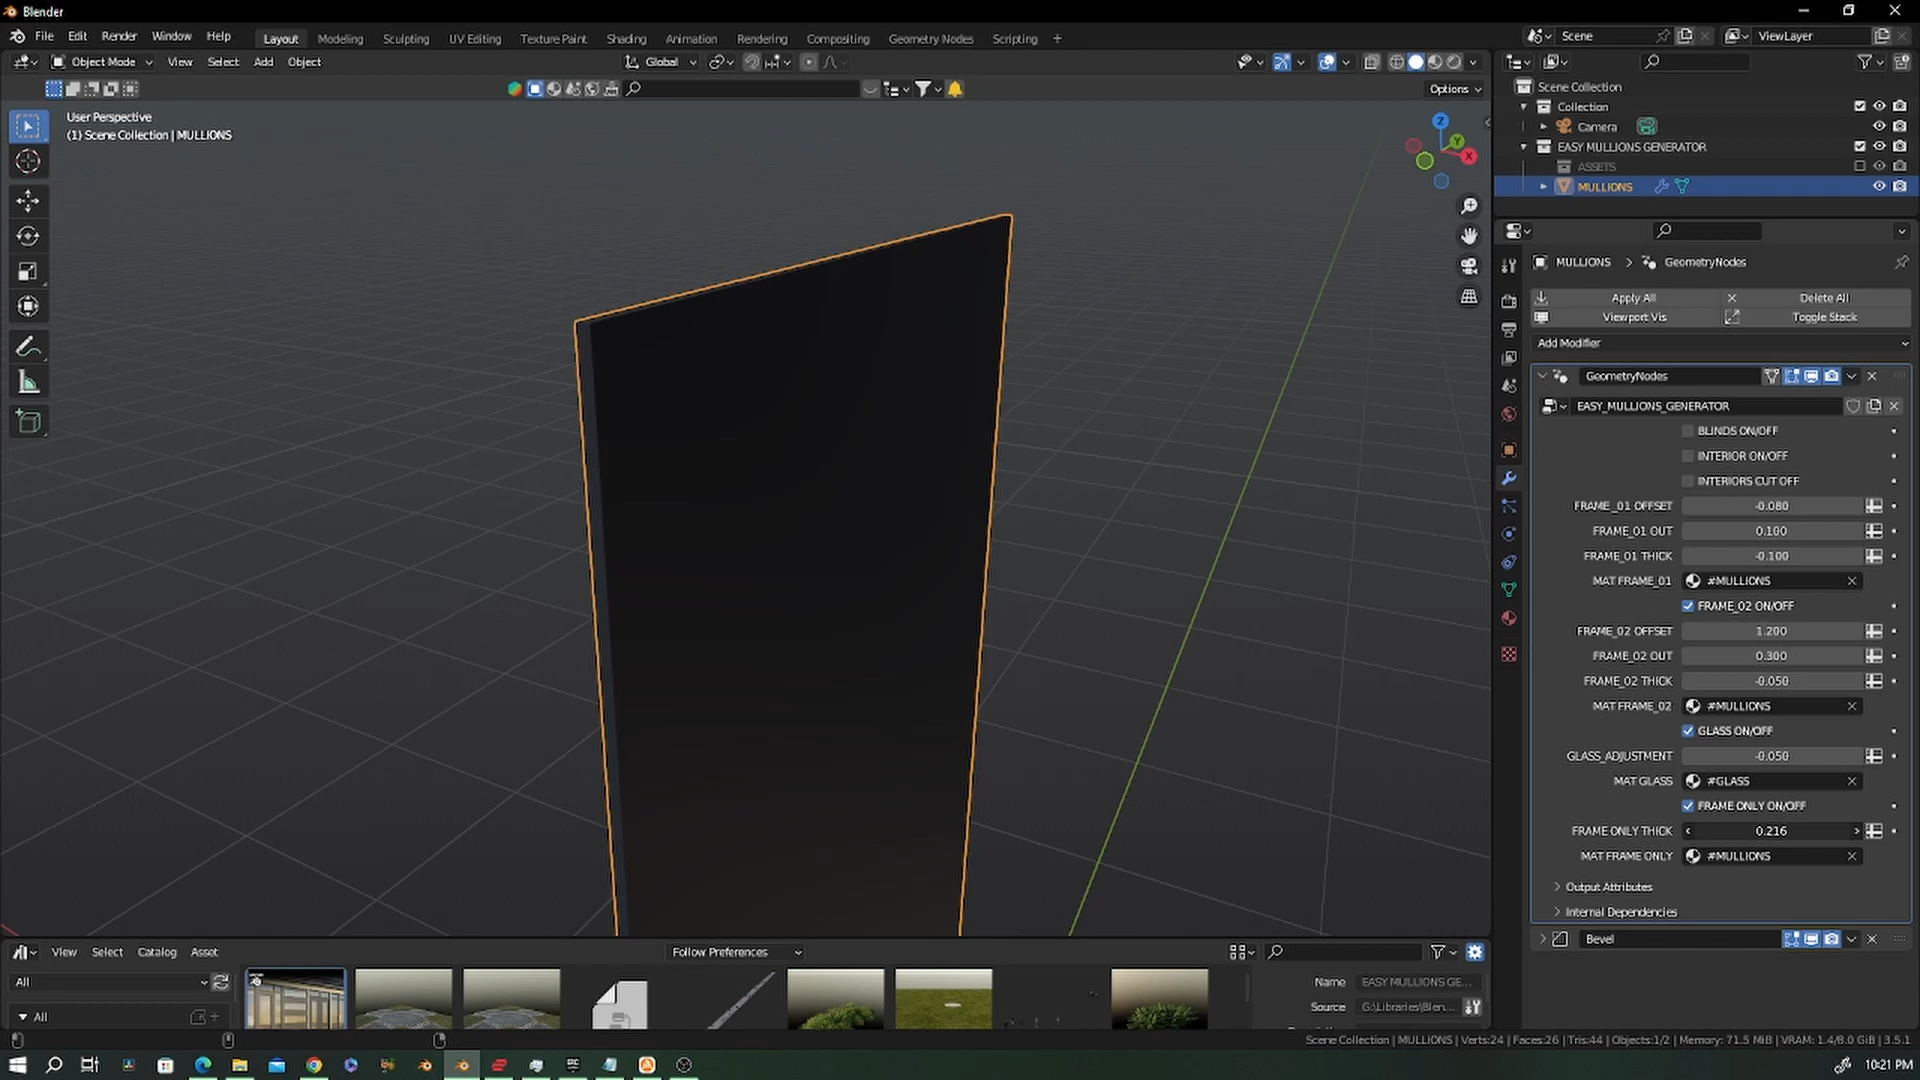 Blender
File Edit Render Window Help
Layout Modeling Sculpting UV Editing Texture Paint Shading Animation Rendering Compositing Geometry Nodes Scripting +
Scene
ViewLayer
Object Mode View Select Add Object
Global
Options
User Perspective
(1) Scene Collection | MULLIONS
Z
Y
X
Scene Collection
Collection
Camera
EASY MULLIONS GENERATOR
ASSETS
MULLIONS
MULLIONS > GeometryNodes
Apply All
Delete All
Viewport Vis
Toggle Stack
Add Modifier
GeometryNodes
EASY_MULLIONS_GENERATOR
BLINDS ON/OFF
INTERIOR ON/OFF
INTERIORS CUT OFF
FRAME_01 OFFSET -0.080
FRAME_01 OUT 0.100
FRAME_01 THICK -0.100
MAT FRAME_01 #MULLIONS
FRAME_02 ON/OFF
FRAME_02 OFFSET 1.200
FRAME_02 OUT 0.300
FRAME_02 THICK -0.050
MAT FRAME_02 #MULLIONS
GLASS ON/OFF
GLASS_ADJUSTMENT -0.050
MAT GLASS #GLASS
FRAME ONLY ON/OFF
FRAME ONLY THICK 0.216
MAT FRAME ONLY #MULLIONS
Output Attributes
Internal Dependencies
Bevel
View Select Catalog Asset
Follow Preferences
All
All
Name EASY MULLIONS GE...
Source G:\Libraries\Blen...
Scene Collection | MULLIONS | Verts:24 | Faces:26 | Tris:44 | Objects:1/2 | Memory: 71.5 MiB | VRAM: 1.4/8.0 GiB | 3.5.1
10:21 PM